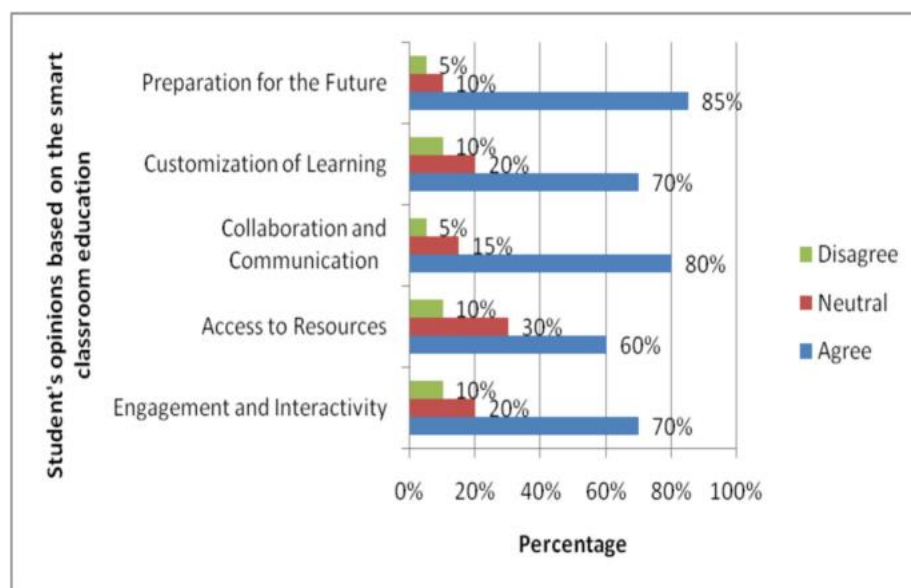 Student's opinions based on the smart
classroom education
Preparation for the Future
5%
10%
85%
Customization of Learning
10%
20%
70%
Collaboration and
Communication
5%
15%
80%
Access to Resources
10%
30%
60%
Engagement and Interactivity
10%
20%
70%
0% 20% 40% 60% 80% 100%
Percentage
Disagree
Neutral
Agree